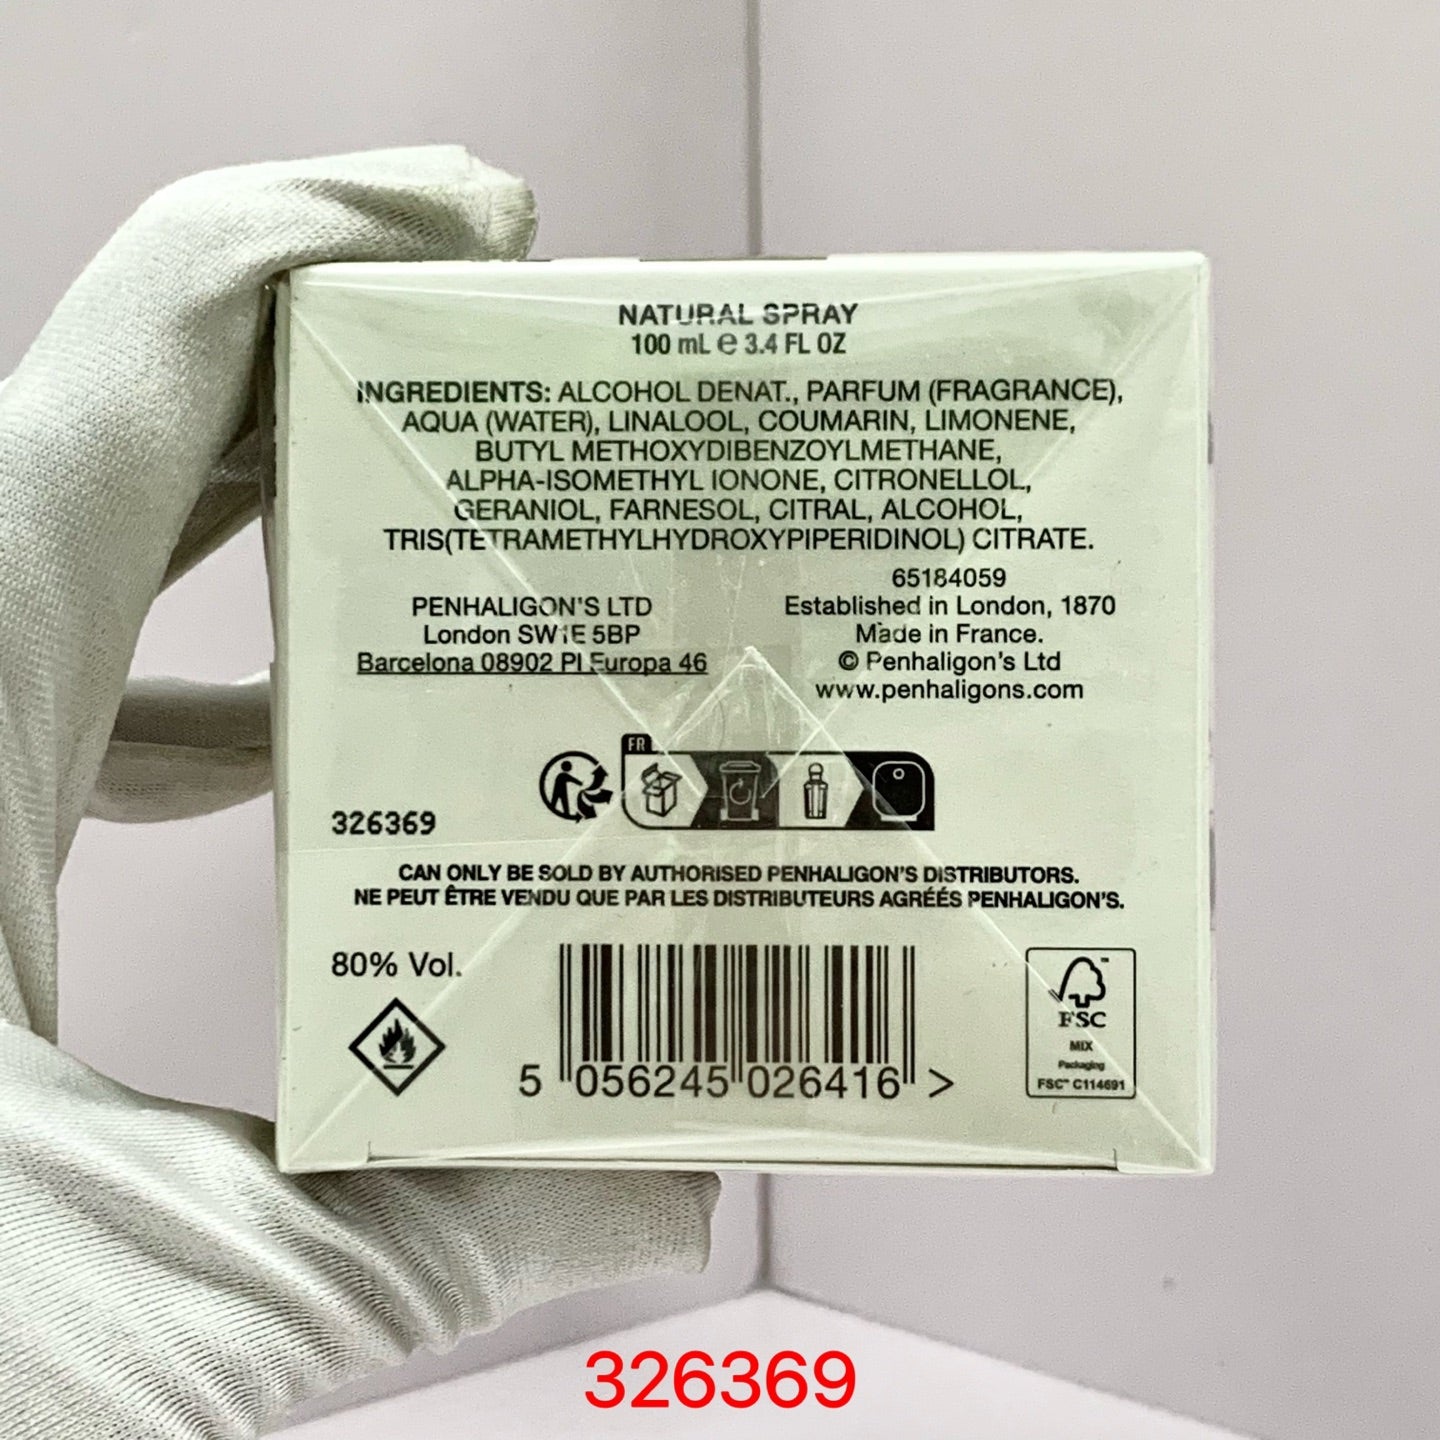 NATURAL SPRAY
100 mL ℮ 3.4 FL OZ
INGREDIENTS: ALCOHOL DENAT., PARFUM (FRAGRANCE),
AQUA (WATER), LINALOOL, COUMARIN, LIMONENE,
BUTYL METHOXYDIBENZOYLMETHANE,
ALPHA-ISOMETHYL IONONE, CITRONELLOL,
GERANIOL, FARNESOL, CITRAL, ALCOHOL,
TRIS(TETRAMETHYLHYDROXYPIPERIDINOL) CITRATE.
PENHALIGON'S LTD
London SW1E 5BP
Barcelona 08902 Pl Europa 46
65184059
Established in London, 1870
Made in France.
© Penhaligon's Ltd
www.penhaligons.com
FR
326369
CAN ONLY BE SOLD BY AUTHORISED PENHALIGON'S DISTRIBUTORS.
NE PEUT ÊTRE VENDU QUE PAR LES DISTRIBUTEURS AGRÉÉS PENHALIGON'S.
80% Vol.
5 056245 026416 >
FSC
MIX
Packaging
FSC™ C114691
326369